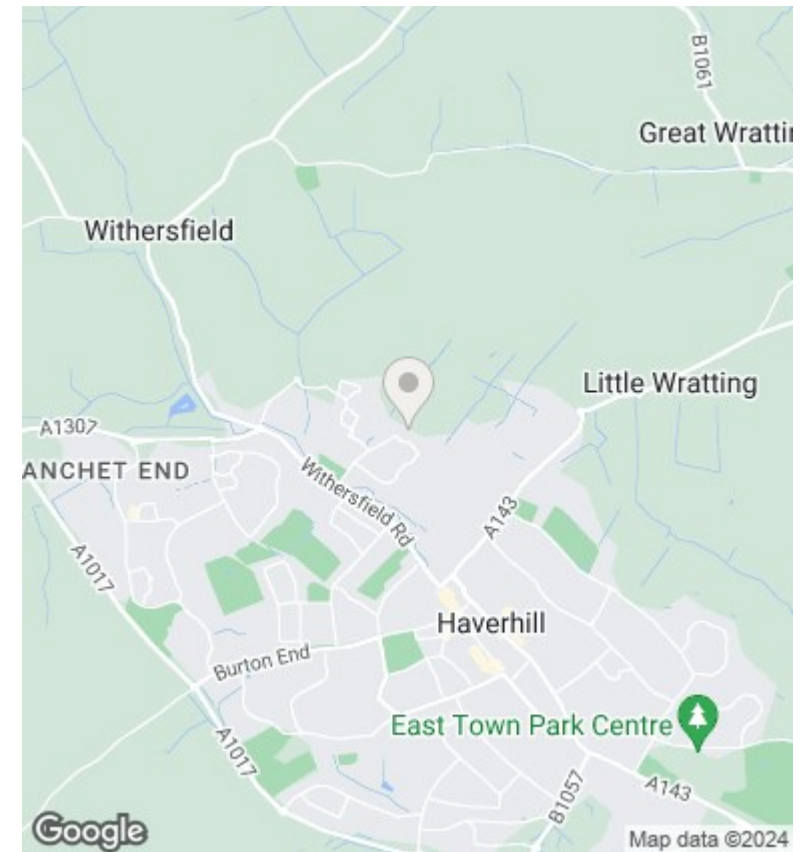 B1061
Great Wrattin
Withersfield
Little Wratting
A1307
ANCHET END
Withersfield Rd
A143
A1017
Haverhill
Burton End
East Town Park Centre
A1017
A143
B1057
Google
Map data ©2024